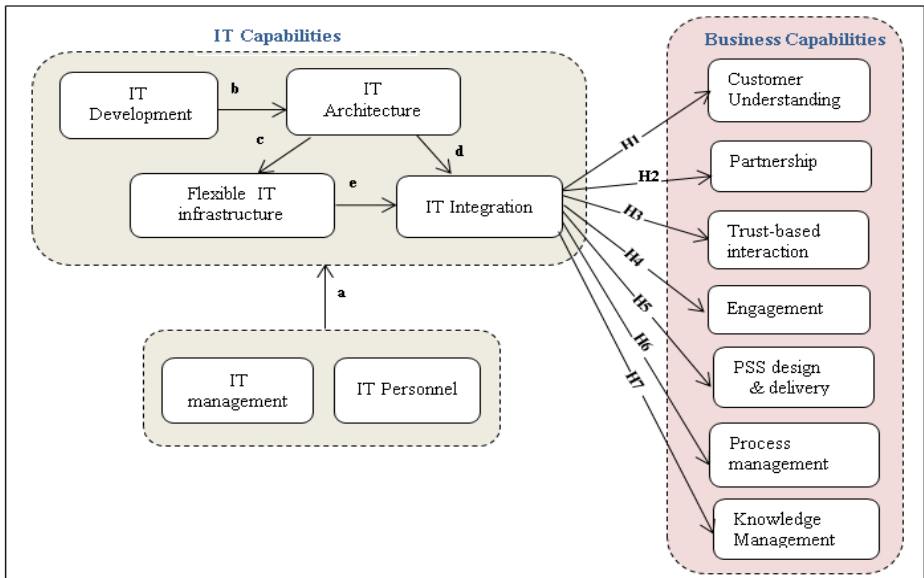 IT Capabilities
Business Capabilities
IT
Development
b
IT
Architecture
c
d
Flexible IT
infrastructure
e
IT Integration
a
IT
management
IT Personnel
H1
H2
H3
H4
H5
H6
H7
Customer
Understanding
Partnership
Trust-based
interaction
Engagement
PSS design
& delivery
Process
management
Knowledge
Management